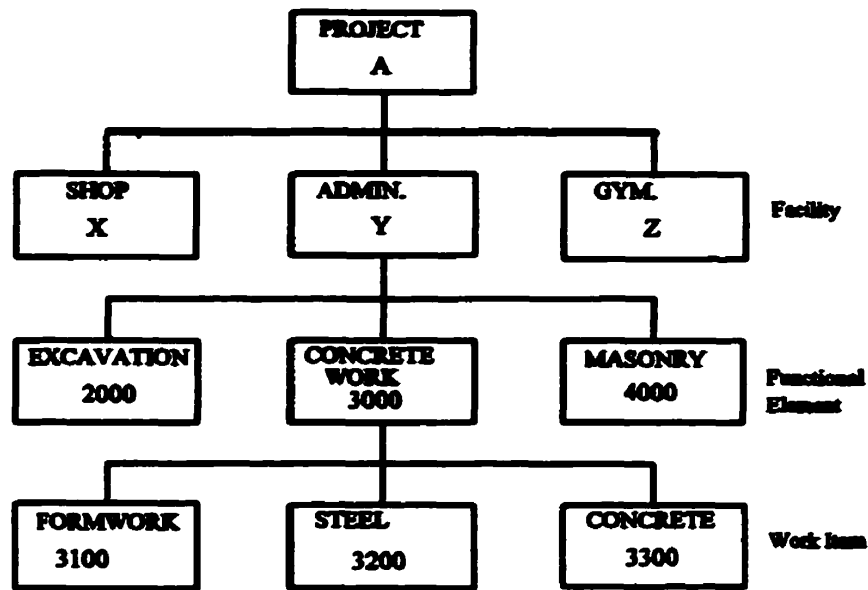 PROJECT
A
SHOP
X
ADMIN.
Y
GYM.
Z
Facility
EXCAVATION
2000
CONCRETE
WORK
3000
MASONRY
4000
Functional
Element
FORMWORK
3100
STEEL
3200
CONCRETE
3300
Work Item